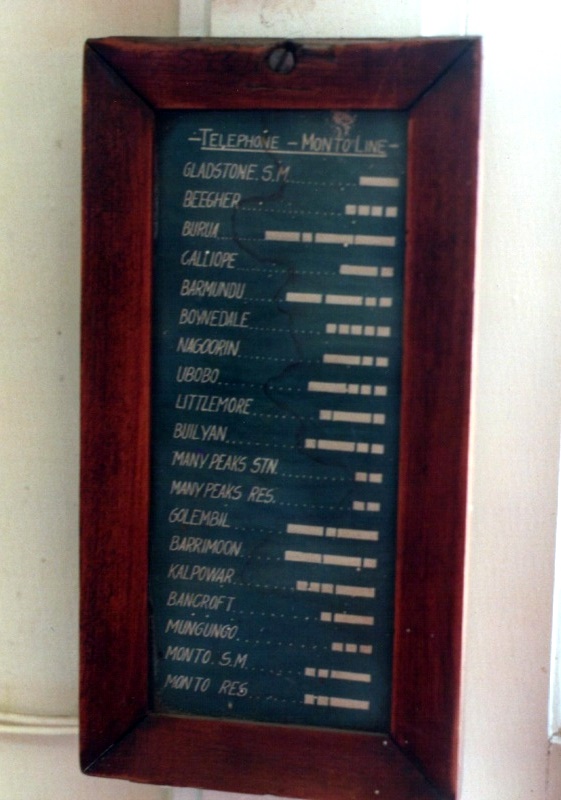 -TELEPHONE - MONTO LINE-
GLADSTONE. S.M.
BEECHER
BURUA
CALLIOPE
BARMUNDU
BOYNEDALE
NAGOORIN
UBOBO
LITTLEMORE
BUILYAN
MANY PEAKS STN.
MANY PEAKS RES.
GOLEMBIL
BARRIMOON
KALPOWAR
BANCROFT
MUNGUNGO
MONTO. S.M.
MONTO RES